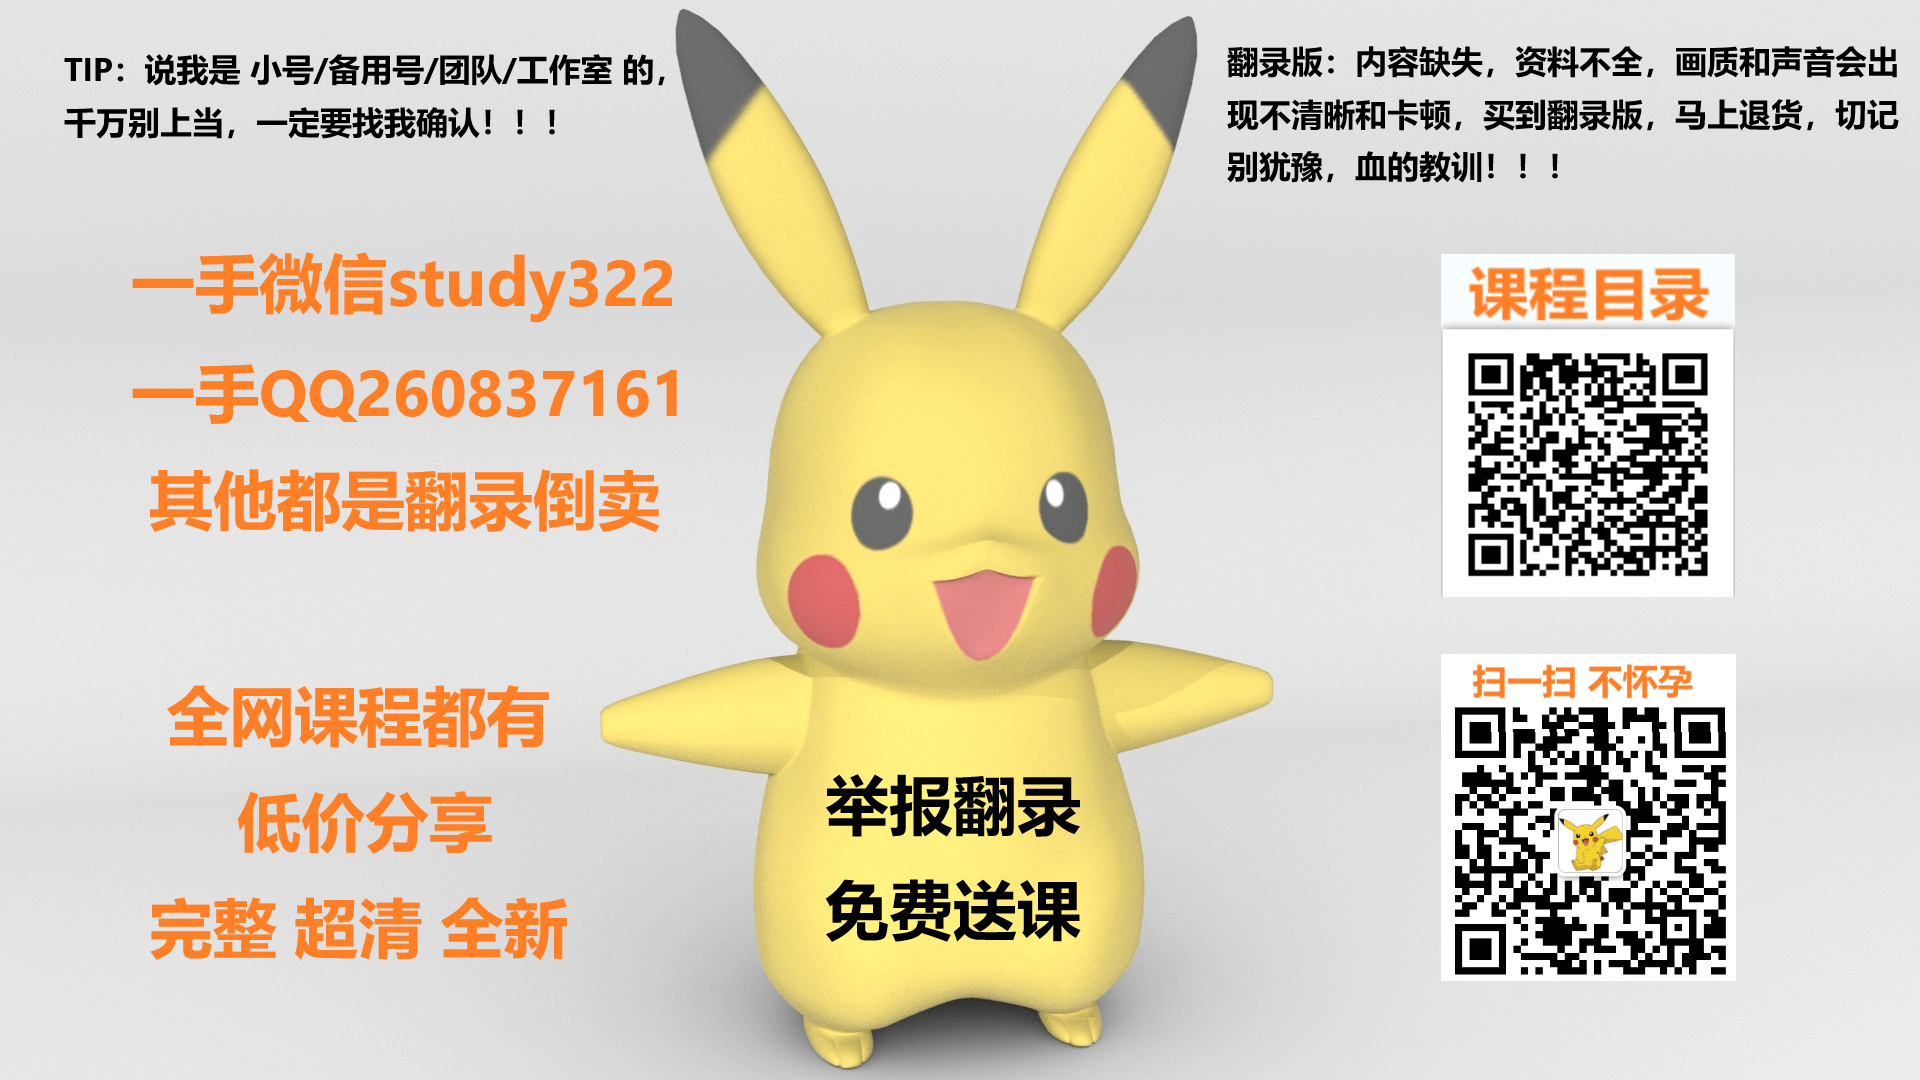 TIP：说我是 小号/备用号/团队/工作室 的，
千万别上当，一定要找我确认！！！
翻录版：内容缺失，资料不全，画质和声音会出
现不清晰和卡顿，买到翻录版，马上退货，切记
别犹豫，血的教训！！！
一手微信study322
一手QQ260837161
其他都是翻录倒卖
全网课程都有
低价分享
完整 超清 全新
举报翻录
免费送课
课程目录
扫一扫 不怀孕